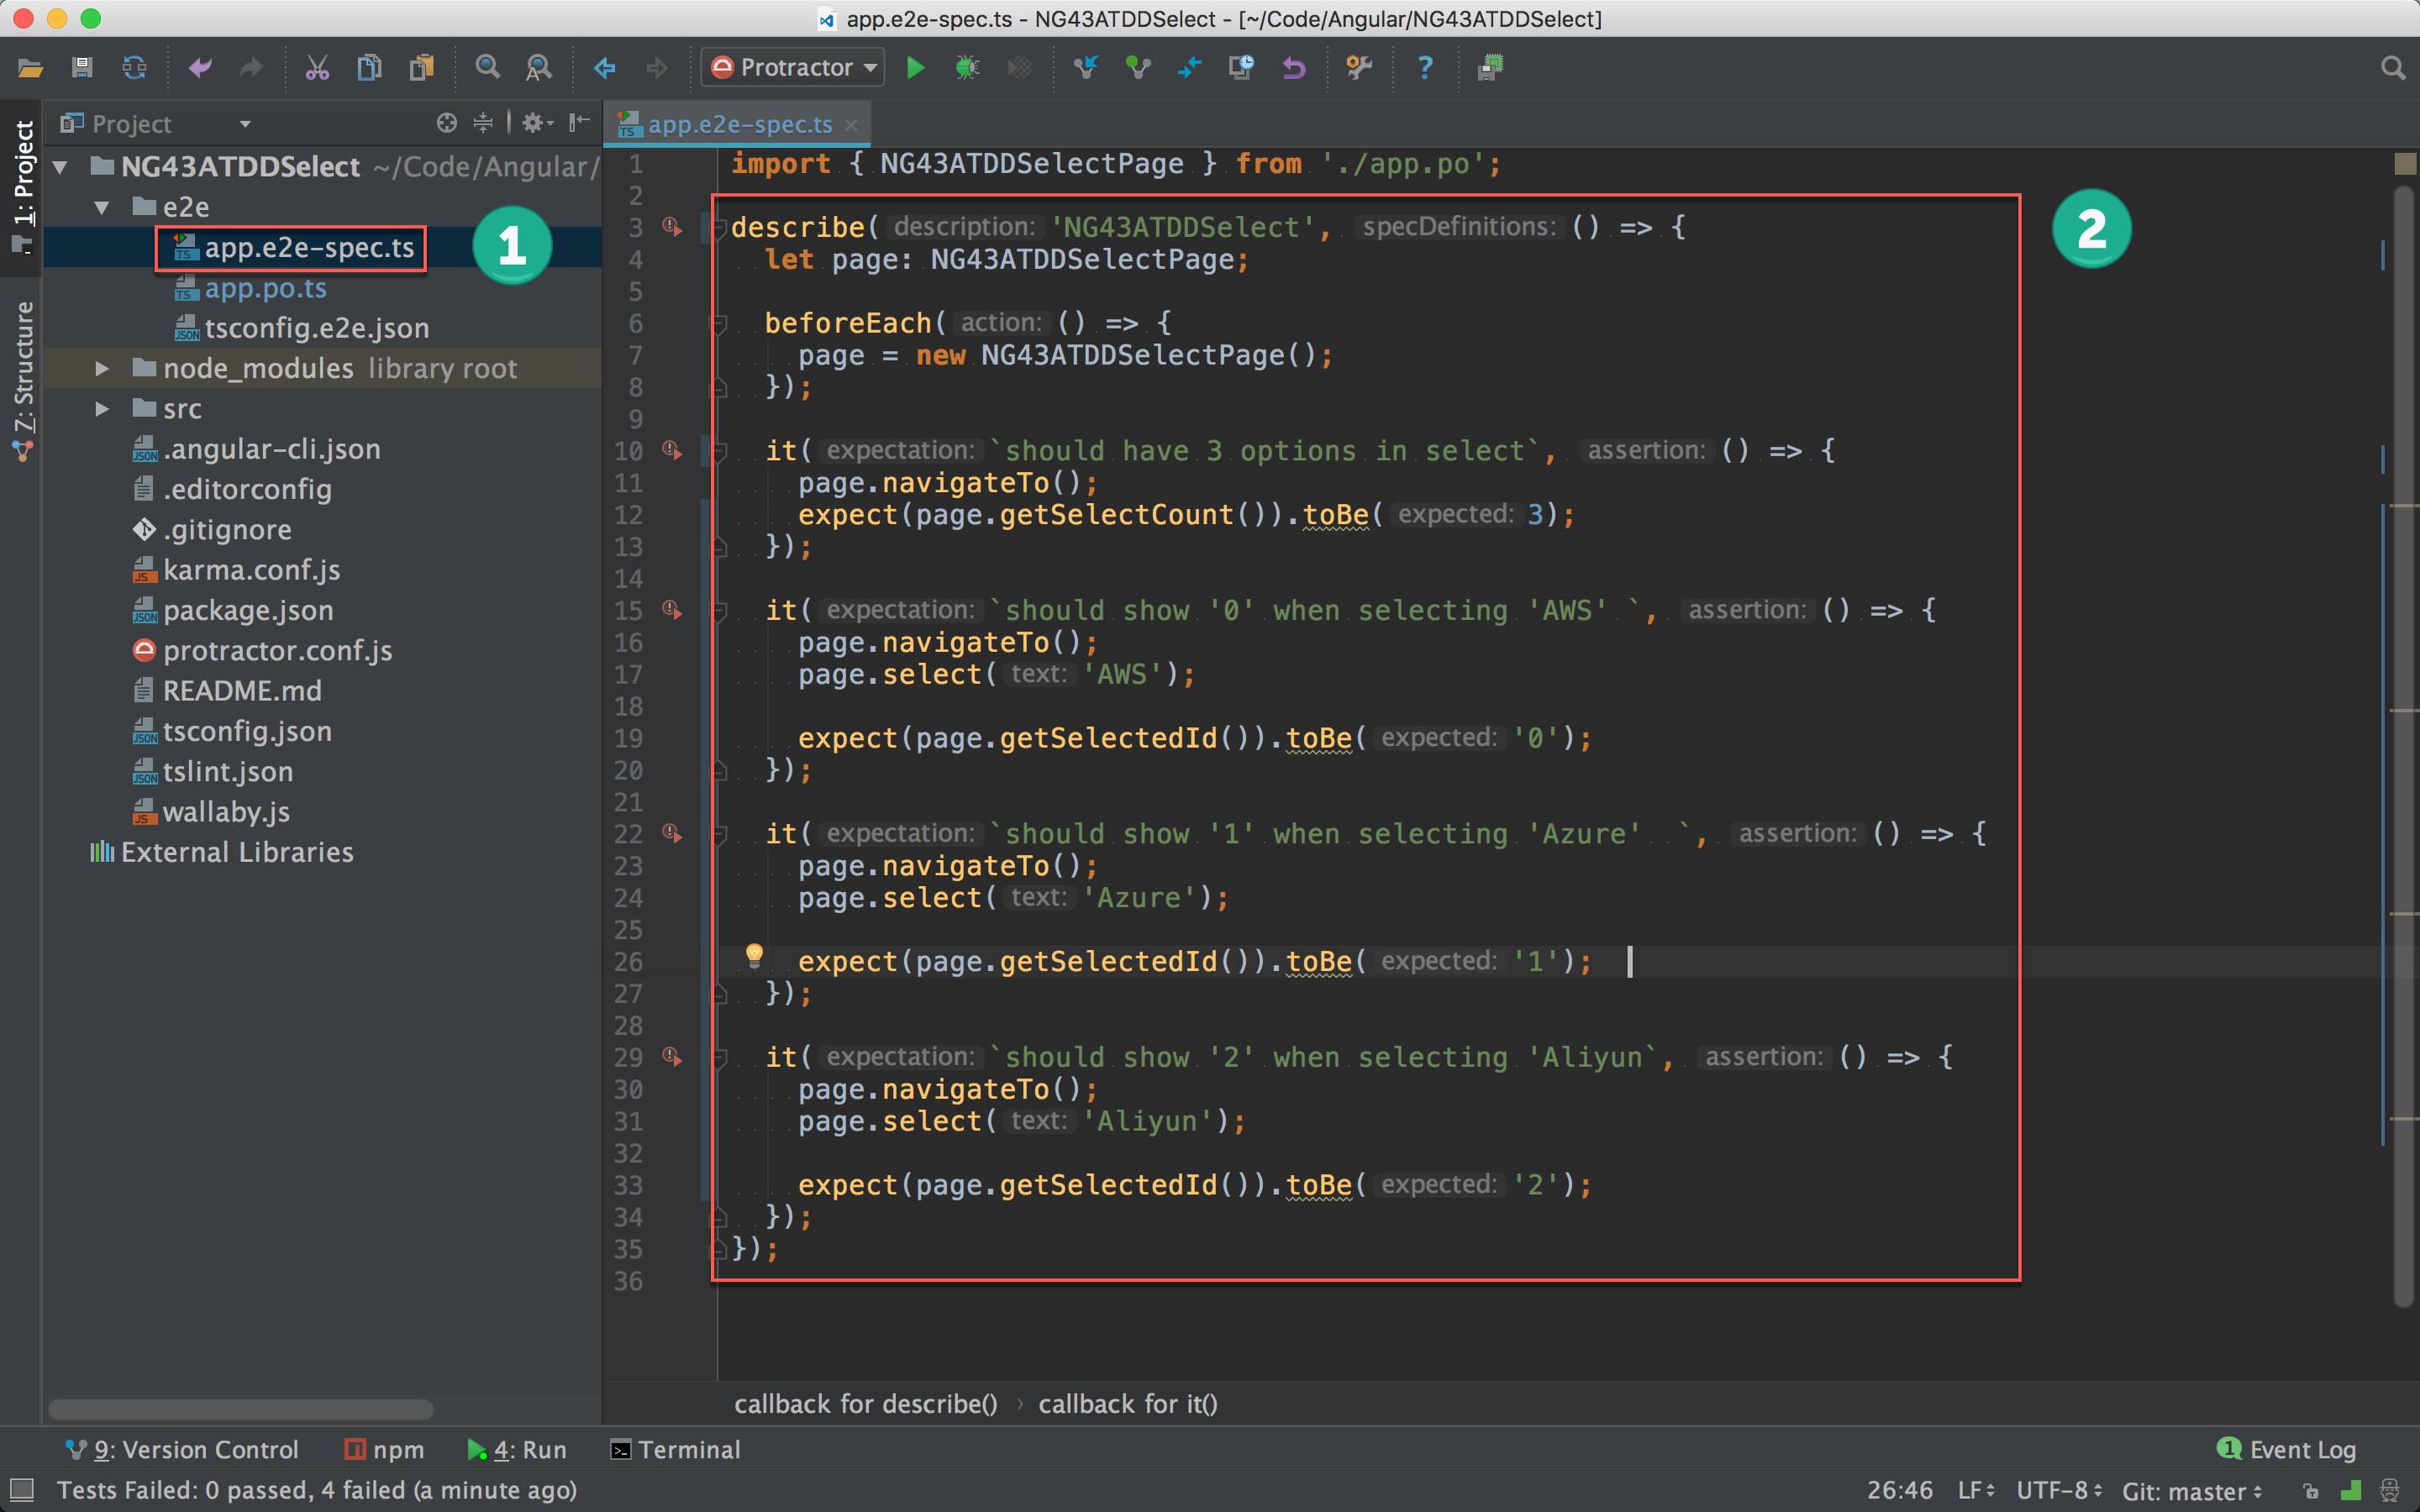 app.e2e-spec.ts - NG43ATDDSelect - [~/Code/Angular/NG43ATDDSelect]
Protractor
1: Project
7: Structure
Project
NG43ATDDSelect ~/Code/Angular/
e2e
app.e2e-spec.ts
1
app.po.ts
tsconfig.e2e.json
node_modules library root
src
.angular-cli.json
.editorconfig
.gitignore
karma.conf.js
package.json
protractor.conf.js
README.md
tsconfig.json
tslint.json
wallaby.js
External Libraries
app.e2e-spec.ts
2
1 import { NG43ATDDSelectPage } from './app.po';
2
3 describe( description: 'NG43ATDDSelect', specDefinitions: () => {
4 let page: NG43ATDDSelectPage;
5
6 beforeEach( action: () => {
7 page = new NG43ATDDSelectPage();
8 });
9
10 it( expectation: `should have 3 options in select`, assertion: () => {
11 page.navigateTo();
12 expect(page.getSelectCount()).toBe( expected: 3);
13 });
14
15 it( expectation: `should show '0' when selecting 'AWS' `, assertion: () => {
16 page.navigateTo();
17 page.select( text: 'AWS');
18
19 expect(page.getSelectedId()).toBe( expected: '0');
20 });
21
22 it( expectation: `should show '1' when selecting 'Azure'  `, assertion: () => {
23 page.navigateTo();
24 page.select( text: 'Azure');
25
26 expect(page.getSelectedId()).toBe( expected: '1');
27 });
28
29 it( expectation: `should show '2' when selecting 'Aliyun`, assertion: () => {
30 page.navigateTo();
31 page.select( text: 'Aliyun');
32
33 expect(page.getSelectedId()).toBe( expected: '2');
34 });
35 });
36
callback for describe() › callback for it()
9: Version Control npm 4: Run Terminal 1 Event Log
Tests Failed: 0 passed, 4 failed (a minute ago) 26:46 LF UTF-8 Git: master